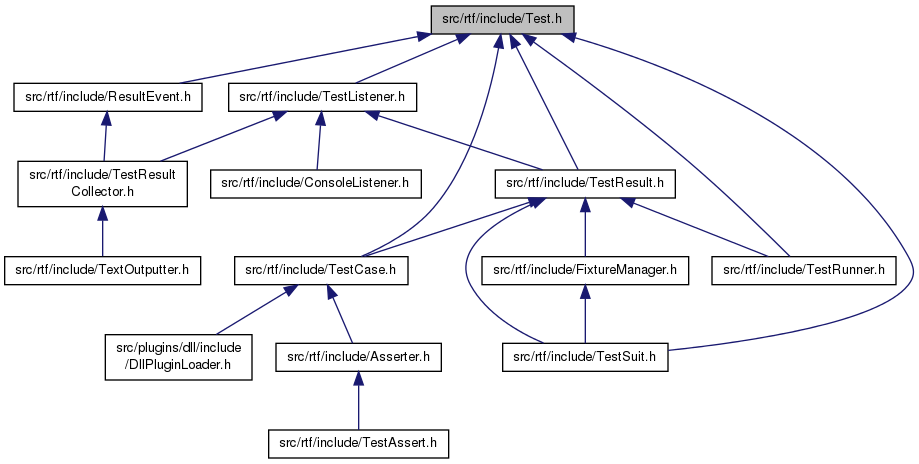 src/rtf/include/Test.h
src/rtf/include/ResultEvent.h
src/rtf/include/TestListener.h
src/rtf/include/TestResult
Collector.h
src/rtf/include/ConsoleListener.h
src/rtf/include/TestResult.h
src/rtf/include/TextOutputter.h
src/rtf/include/TestCase.h
src/rtf/include/FixtureManager.h
src/rtf/include/TestRunner.h
src/plugins/dll/include
/DllPluginLoader.h
src/rtf/include/Asserter.h
src/rtf/include/TestSuit.h
src/rtf/include/TestAssert.h